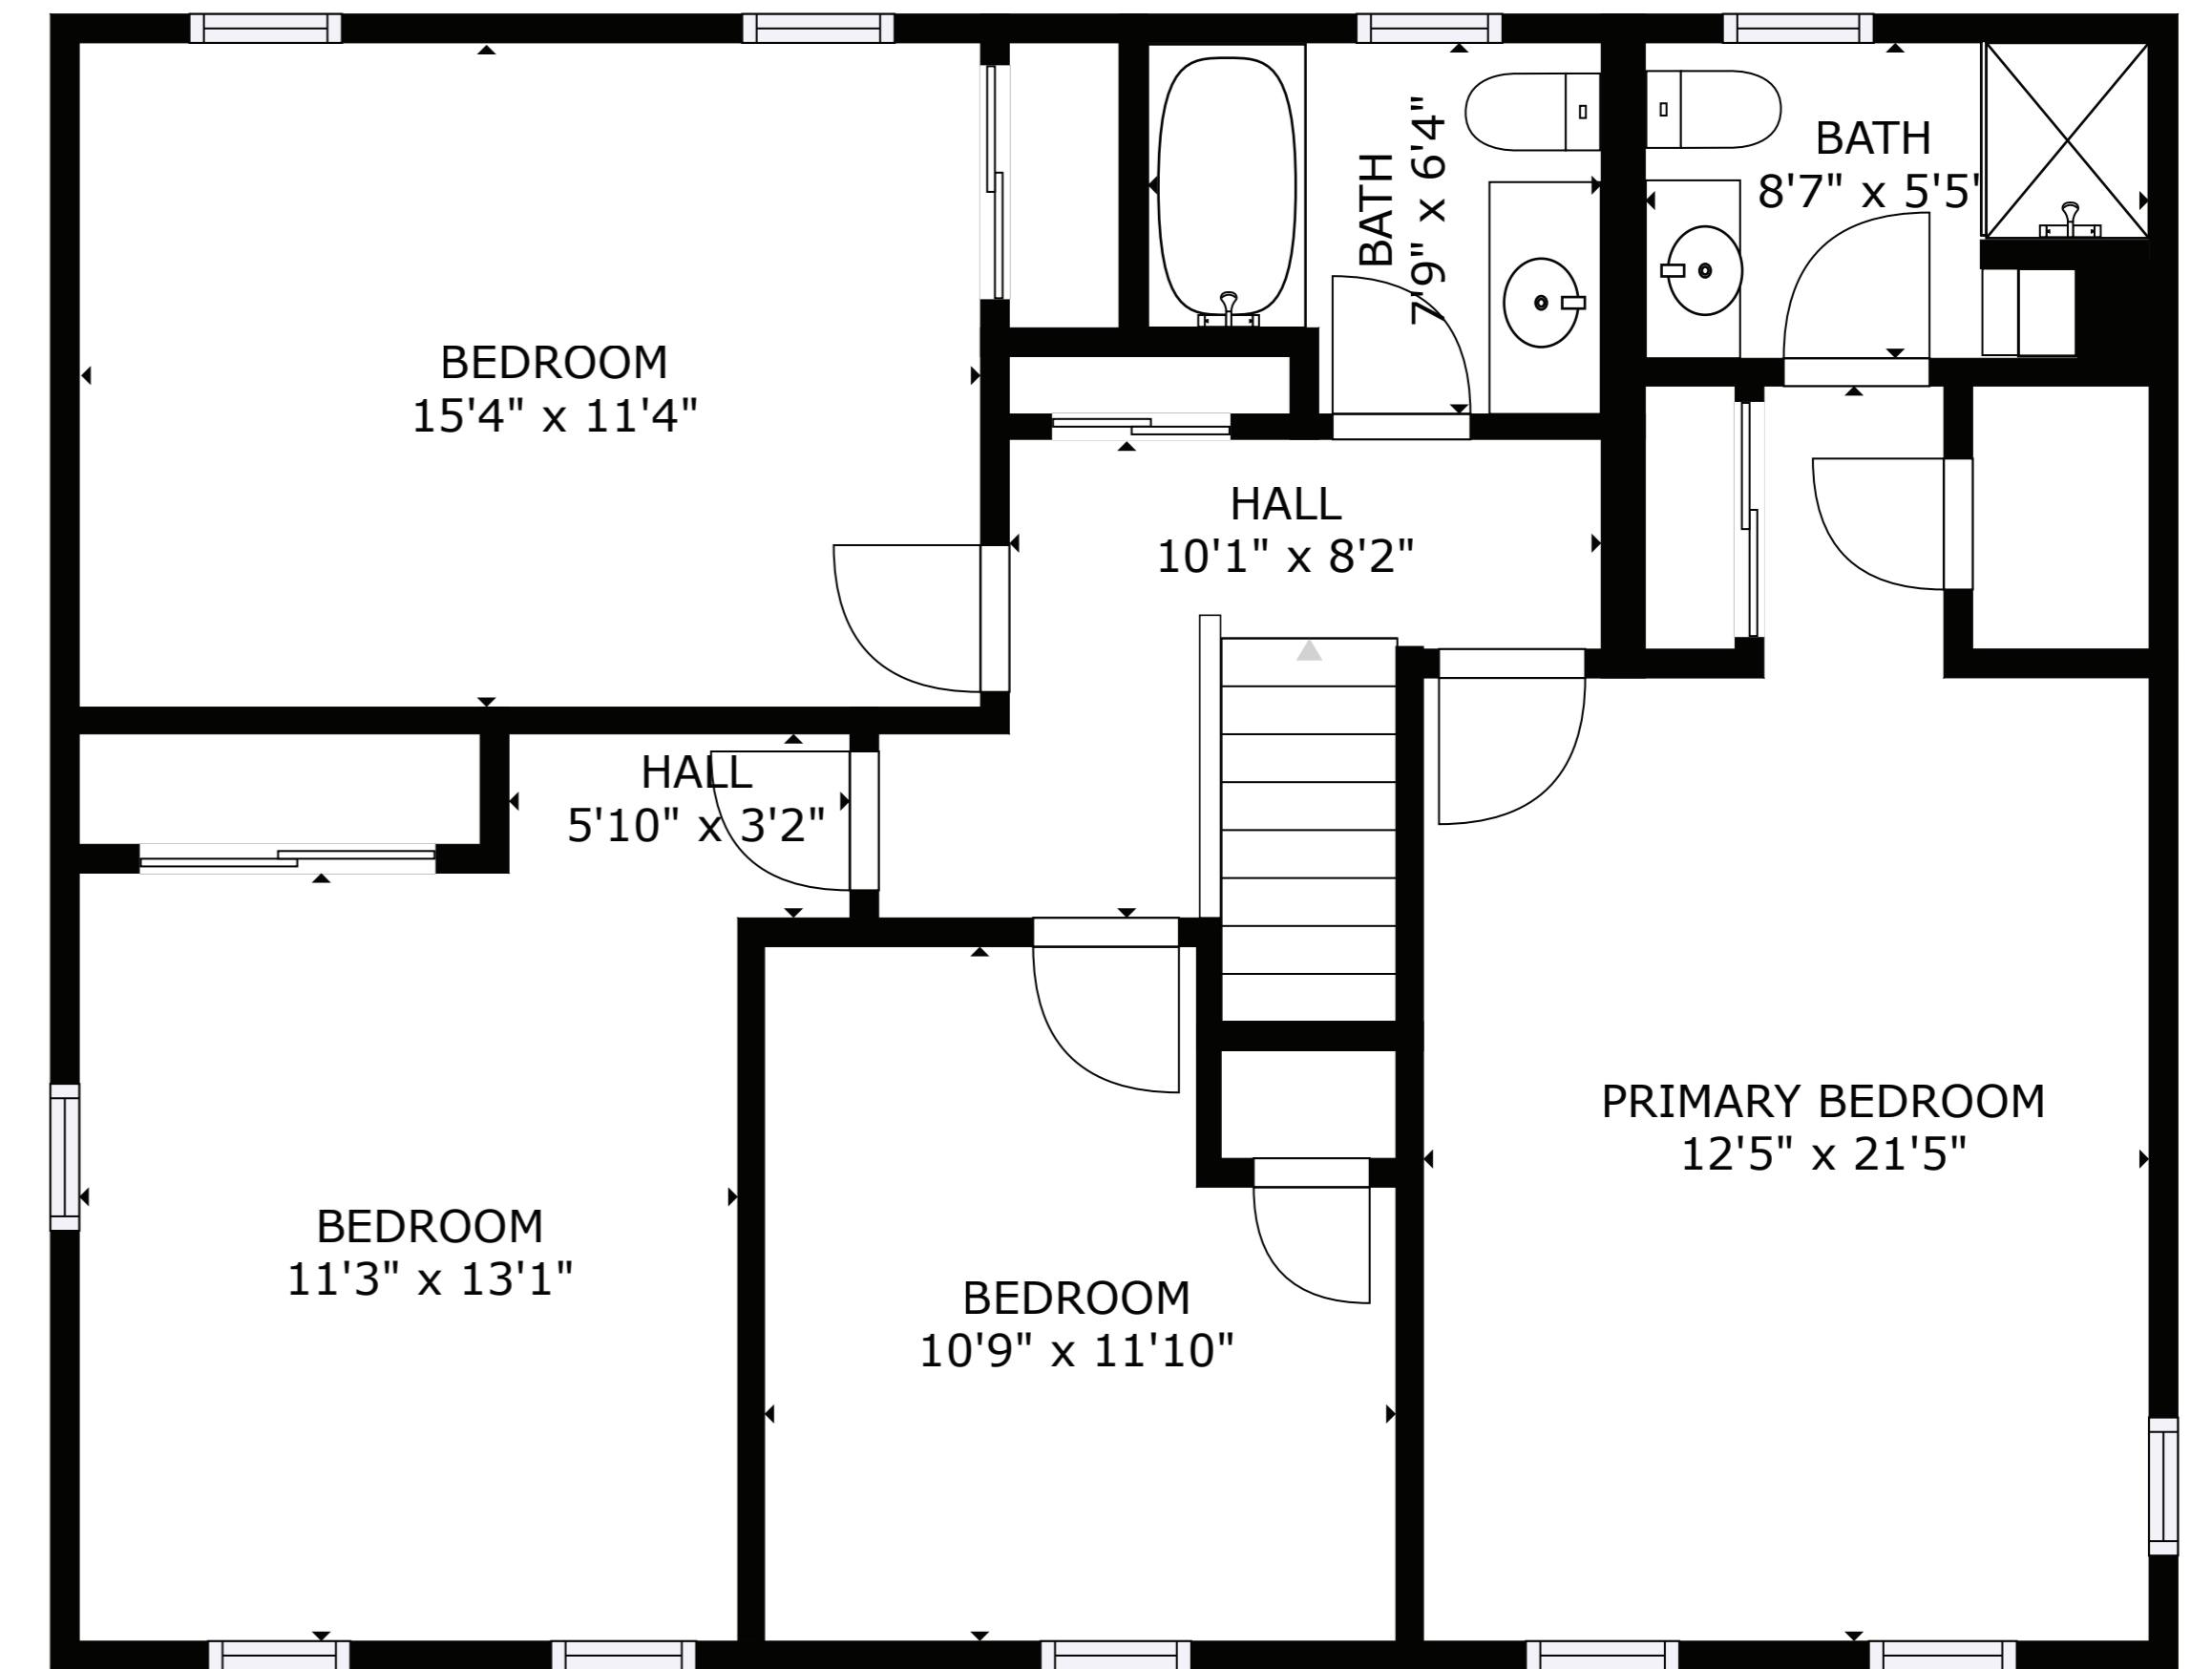 BATH
8'7" x 5'5'
BATH
7'9" x 6'4"
BEDROOM
15'4" x 11'4"
HALL
10'1" x 8'2"
HALL
5'10" x 3'2"
PRIMARY BEDROOM
12'5" x 21'5"
BEDROOM
11'3" x 13'1"
BEDROOM
10'9" x 11'10"